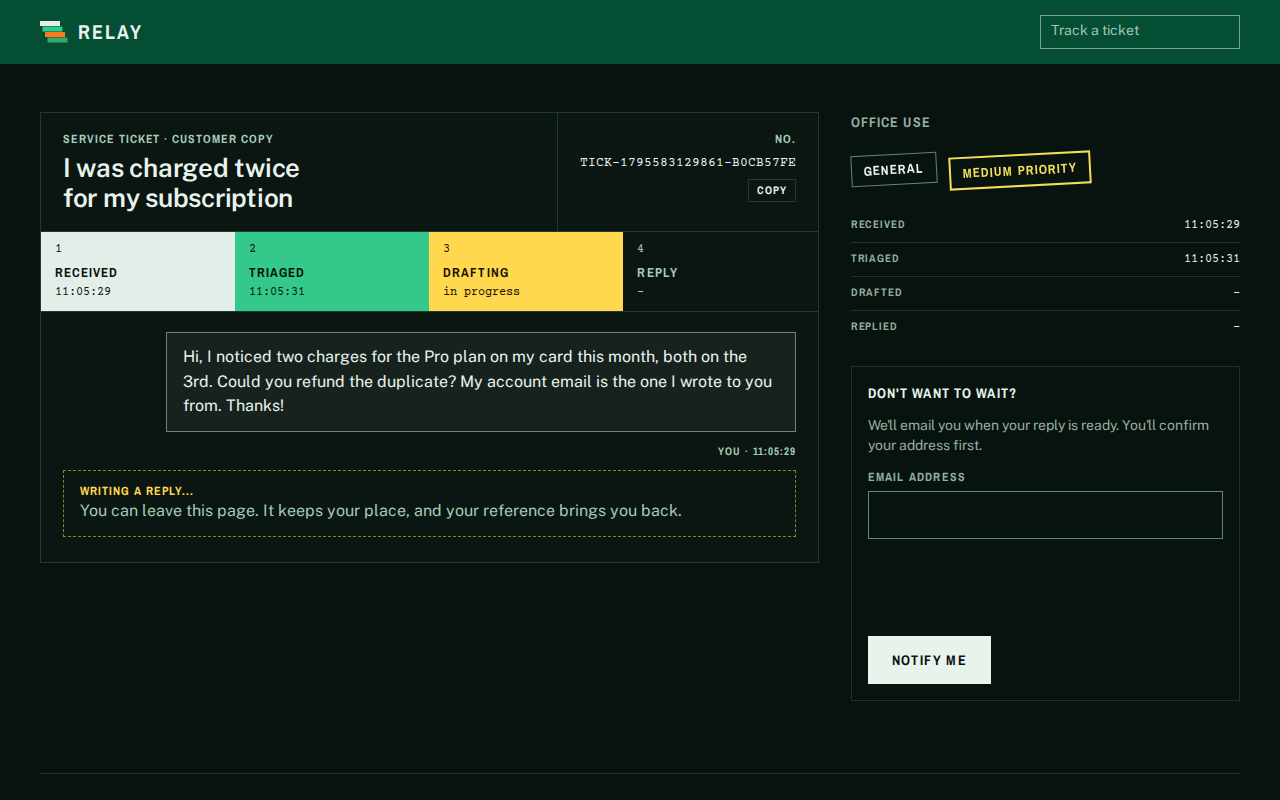 RELAY
Track a ticket
SERVICE TICKET · CUSTOMER COPY
I was charged twice
for my subscription
NO.
TICK-1795583129861-B0CB57FE
COPY
1
RECEIVED
11:05:29
2
TRIAGED
11:05:31
3
DRAFTING
in progress
4
REPLY
–
Hi, I noticed two charges for the Pro plan on my card this month, both on the
3rd. Could you refund the duplicate? My account email is the one I wrote to you
from. Thanks!
YOU · 11:05:29
WRITING A REPLY...
You can leave this page. It keeps your place, and your reference brings you back.
OFFICE USE
GENERAL
MEDIUM PRIORITY
RECEIVED 11:05:29
TRIAGED 11:05:31
DRAFTED –
REPLIED –
DON'T WANT TO WAIT?
We'll email you when your reply is ready. You'll confirm
your address first.
EMAIL ADDRESS
NOTIFY ME